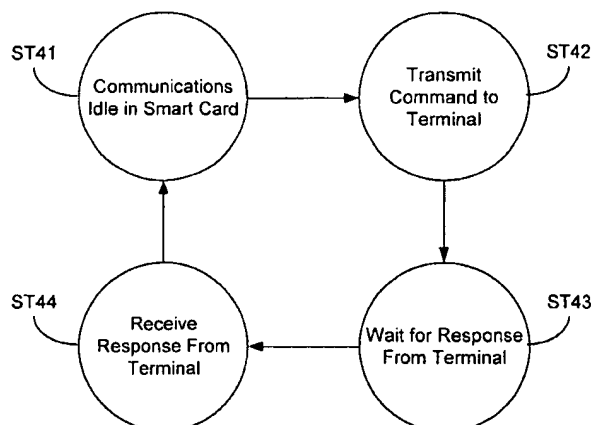 ST41
Communications
Idle in Smart Card
ST42
Transmit
Command to
Terminal
ST44
Receive
Response From
Terminal
ST43
Wait for Response
From Terminal